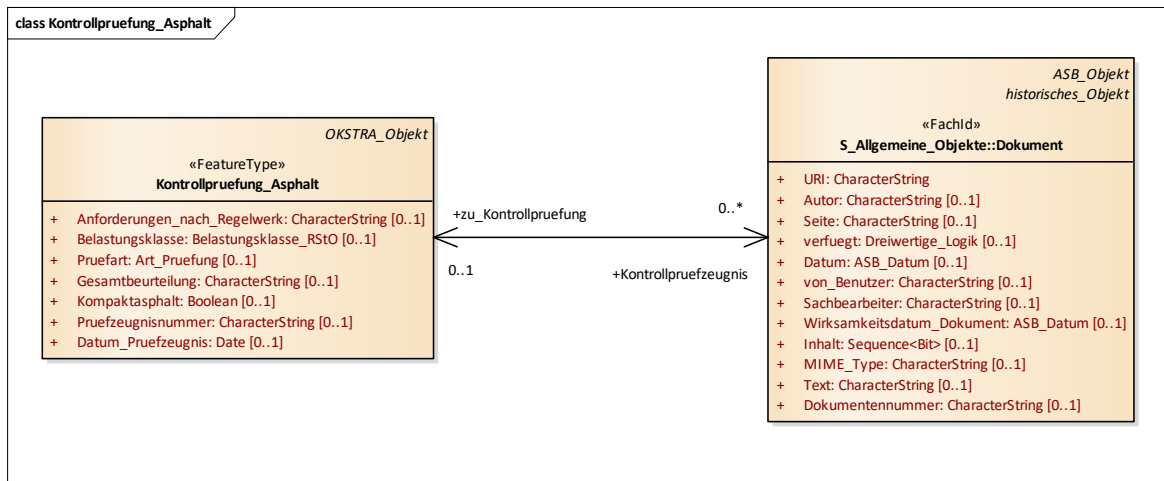 class Kontrollpruefung_Asphalt
OKSTRA_Objekt
«FeatureType»
Kontrollpruefung_Asphalt
+ Anforderungen_nach_Regelwerk: CharacterString [0..1]
+ Belastungsklasse: Belastungsklasse_RStO [0..1]
+ Pruefart: Art_Pruefung [0..1]
+ Gesamtbeurteilung: CharacterString [0..1]
+ Kompaktasphalt: Boolean [0..1]
+ Pruefzeugnisnummer: CharacterString [0..1]
+ Datum_Pruefzeugnis: Date [0..1]
+zu_Kontrollpruefung
0..1
0..*
+Kontrollpruefzeugnis
ASB_Objekt
historisches_Objekt
«FachId»
S_Allgemeine_Objekte::Dokument
+ URI: CharacterString
+ Autor: CharacterString [0..1]
+ Seite: CharacterString [0..1]
+ verfuegt: Dreiwertige_Logik [0..1]
+ Datum: ASB_Datum [0..1]
+ von_Benutzer: CharacterString [0..1]
+ Sachbearbeiter: CharacterString [0..1]
+ Wirksamkeitsdatum_Dokument: ASB_Datum [0..1]
+ Inhalt: Sequence<Bit> [0..1]
+ MIME_Type: CharacterString [0..1]
+ Text: CharacterString [0..1]
+ Dokumentennummer: CharacterString [0..1]